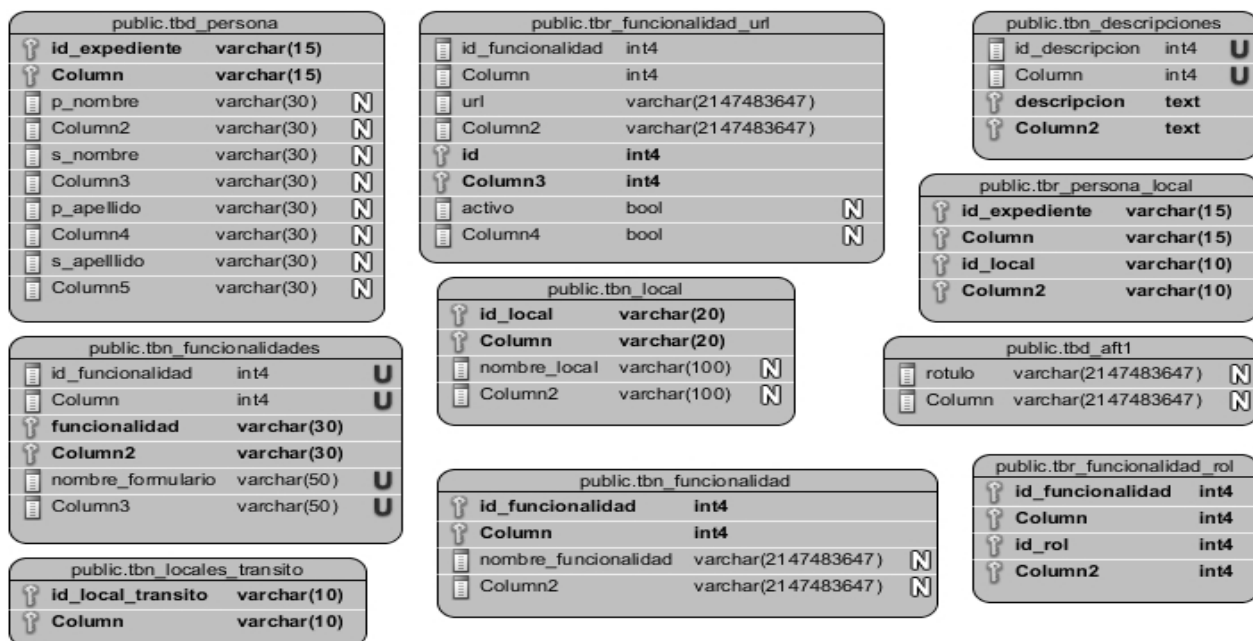 public.tbd_persona
id_expediente varchar(15)
Column varchar(15)
p_nombre varchar(30) N
Column2 varchar(30) N
s_nombre varchar(30) N
Column3 varchar(30) N
p_apellido varchar(30) N
Column4 varchar(30) N
s_apelllido varchar(30) N
Column5 varchar(30) N
public.tbr_funcionalidad_url
id_funcionalidad int4
Column int4
url varchar(2147483647)
Column2 varchar(2147483647)
id int4
Column3 int4
activo bool N
Column4 bool N
public.tbn_descripciones
id_descripcion int4 U
Column int4 U
descripcion text
Column2 text
public.tbr_persona_local
id_expediente varchar(15)
Column varchar(15)
id_local varchar(10)
Column2 varchar(10)
public.tbn_local
id_local varchar(20)
Column varchar(20)
nombre_local varchar(100) N
Column2 varchar(100) N
public.tbn_funcionalidades
id_funcionalidad int4 U
Column int4 U
funcionalidad varchar(30)
Column2 varchar(30)
nombre_formulario varchar(50) U
Column3 varchar(50) U
public.tbd_aft1
rotulo varchar(2147483647) N
Column varchar(2147483647) N
public.tbn_funcionalidad
id_funcionalidad int4
Column int4
nombre_funcionalidad varchar(2147483647) N
Column2 varchar(2147483647) N
public.tbr_funcionalidad_rol
id_funcionalidad int4
Column int4
id_rol int4
Column2 int4
public.tbn_locales_transito
id_local_transito varchar(10)
Column varchar(10)